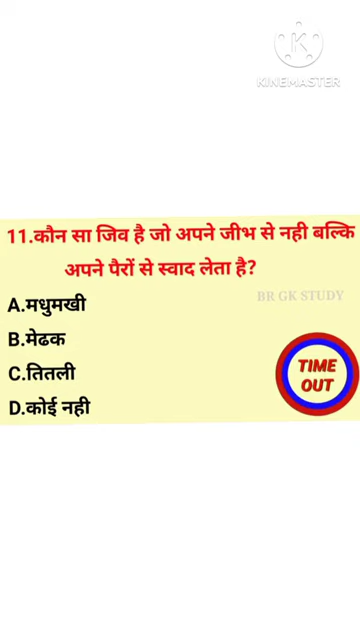 KINEMASTER
11.कौन सा जिव है जो अपने जीभ से नही बल्कि
अपने पैरों से स्वाद लेता है?
BR GK STUDY
A.मधुमखी
B.मेढक
C.तितली
D.कोई नही
TIME
OUT